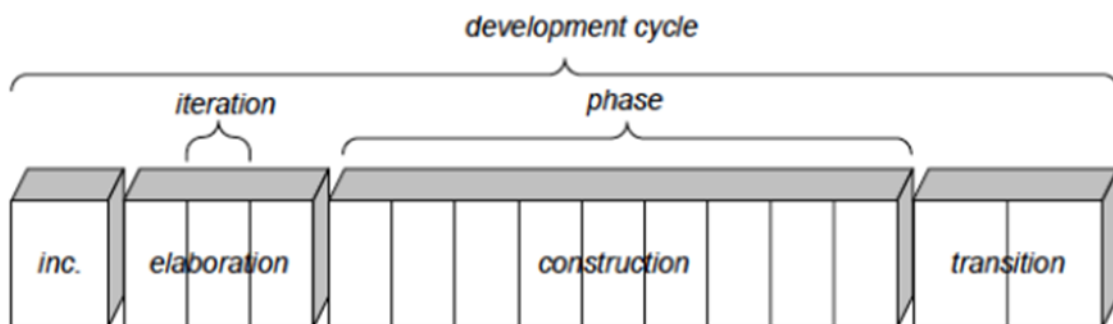 development cycle
iteration
phase
inc.
elaboration
construction
transition